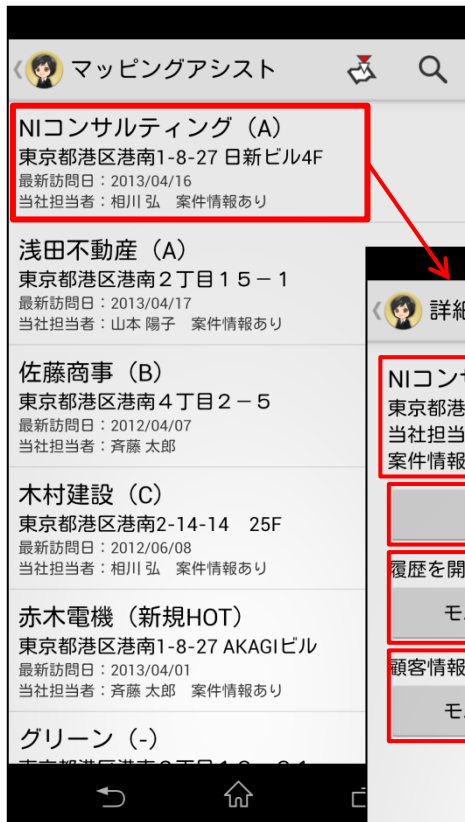 マッピングアシスト
NIコンサルティング（A）
東京都港区港南1-8-27 日新ビル4F
最新訪問日：2013/04/16
当社担当者：相川 弘　案件情報あり
浅田不動産（A）
東京都港区港南２丁目１５－１
最新訪問日：2013/04/17
当社担当者：山本 陽子　案件情報あり
佐藤商事（B）
東京都港区港南４丁目２－５
最新訪問日：2012/04/07
当社担当者：斉藤 太郎
木村建設（C）
東京都港区港南2-14-14　25F
最新訪問日：2012/06/08
当社担当者：相川 弘　案件情報あり
赤木電機（新規HOT）
東京都港区港南1-8-27 AKAGIビル
最新訪問日：2013/04/01
当社担当者：斉藤 太郎　案件情報あり
グリーン（-）
詳細
NIコン
東京都港
当社担当
案件情報
履歴を開
モ
顧客情報
モ